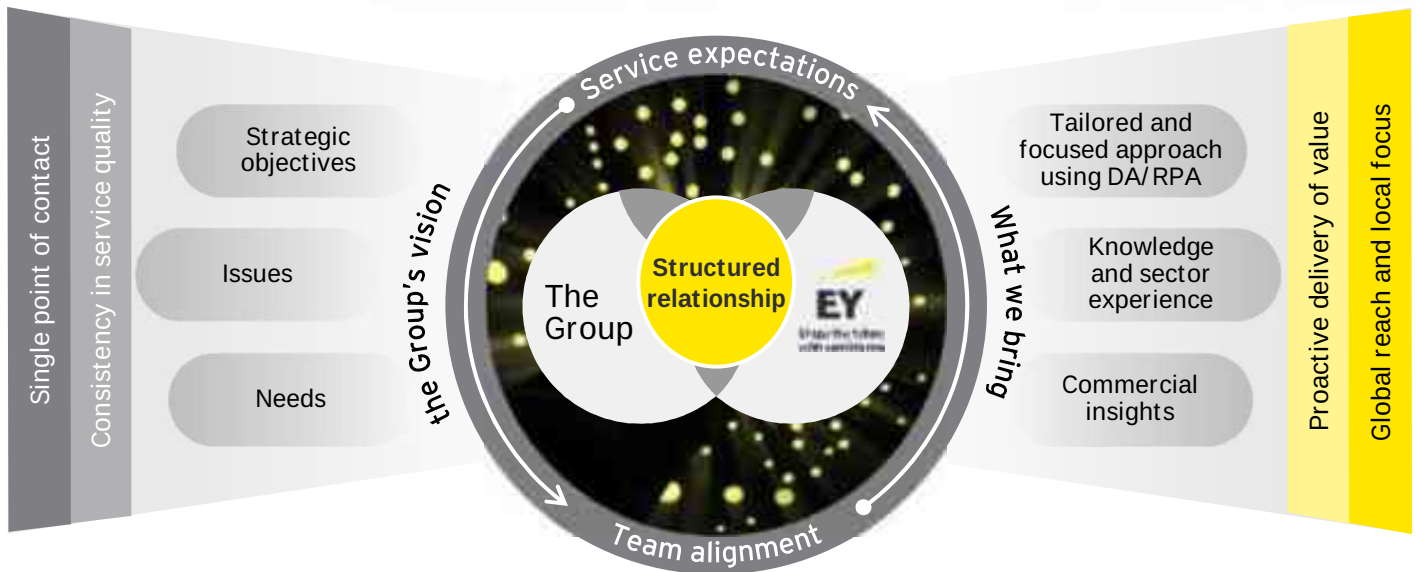 Single point of contact
Consistency in service quality
Strategic
objectives
Issues
Needs
the Group's vision
Service expectations
The
Group
Structured
relationship
EY
Team alignment
What we bring
Tailored and
focused approach
using DA/RPA
Knowledge
and sector
experience
Commercial
insights
Proactive delivery of value
Global reach and local focus